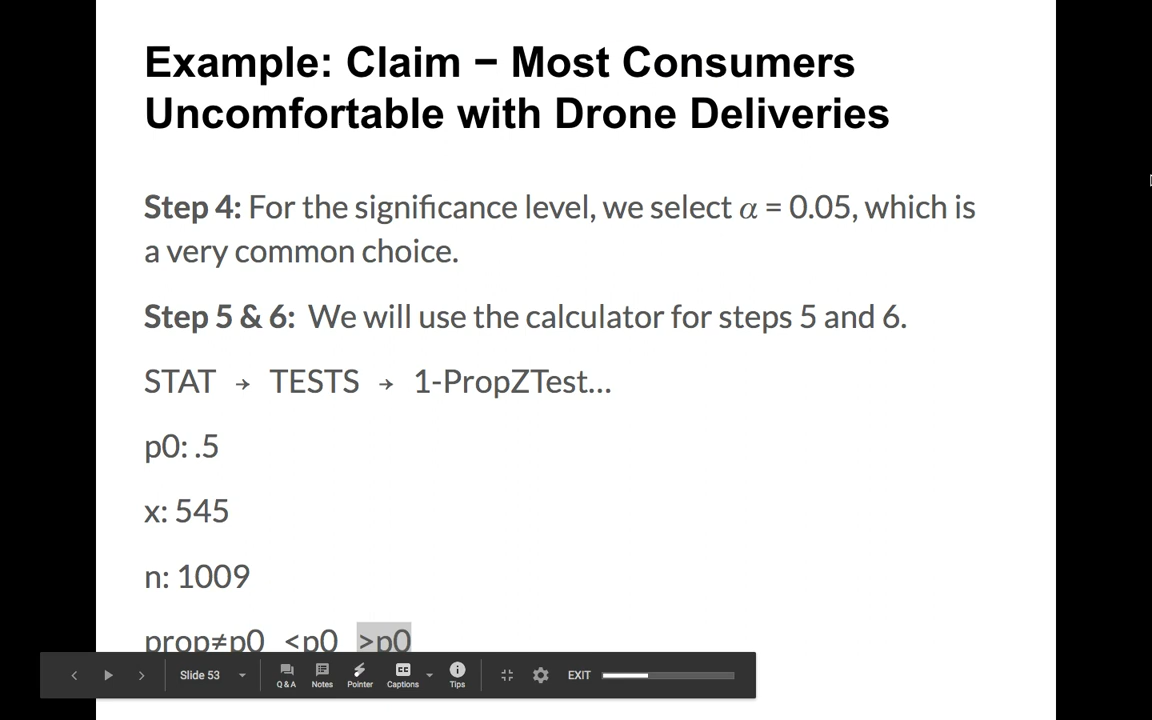 Example: Claim − Most Consumers
Uncomfortable with Drone Deliveries
Step 4: For the significance level, we select α = 0.05, which is
a very common choice.
Step 5 & 6: We will use the calculator for steps 5 and 6.
STAT → TESTS → 1-PropZTest...
p0: .5
x: 545
n: 1009
prop≠p0 <p0 >p0
Slide 53 Q & A Notes Pointer CC Captions Tips EXIT